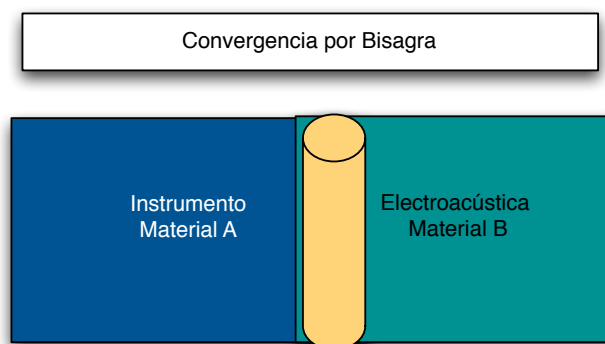 Convergencia por Bisagra
Instrumento
Material A
Electroacústica
Material B